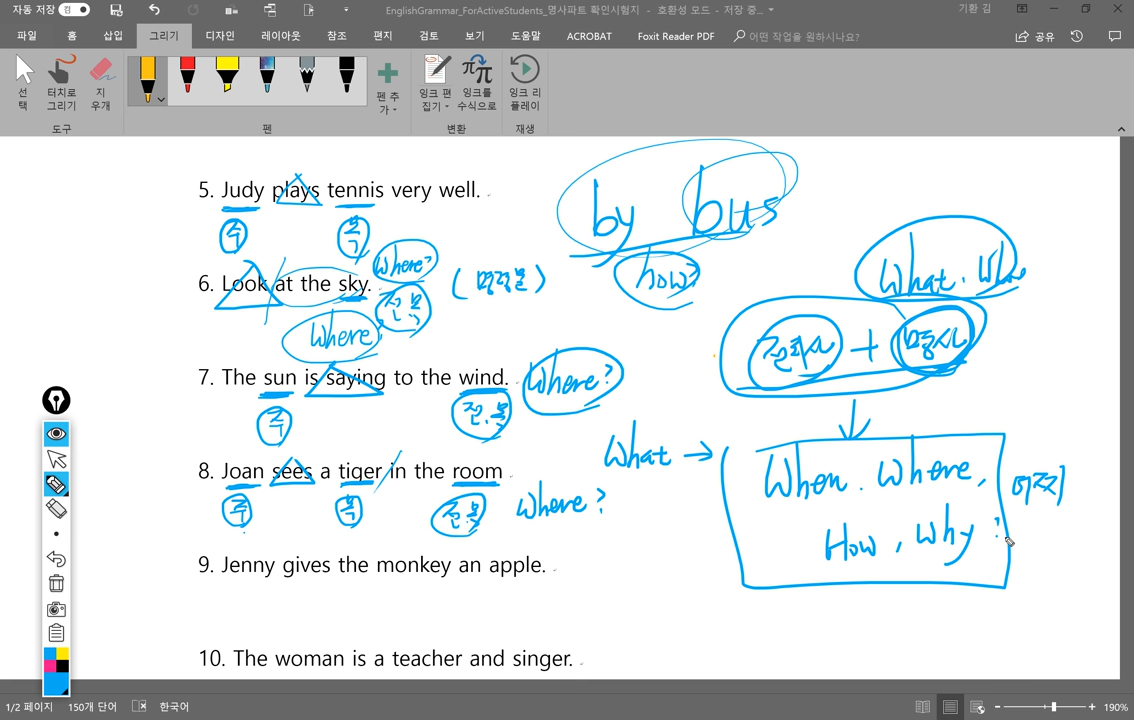 자동 저장 켬 EnglishGrammar_ForActiveStudents_명사파트 확인시험지 - 호환성 모드 - 저장 중... 기환 김
파일 홈 삽입 그리기 디자인 레이아웃 참조 편지 검토 보기 도움말 ACROBAT Foxit Reader PDF 어떤 작업을 원하시나요? 공유
선택 터치로 그리기 지우개 펜 추가 잉크 편집기 잉크를 수식으로 잉크 리플레이
도구 펜 변환 재생
by bus
5. Judy plays tennis very well.
주 목
how?
What. Who
Where?
6. Look at the sky. (명령문)
전.목
Where
전치사 + 명사
7. The sun is saying to the wind. Where?
주 전.목
What → When. Where,
8. Joan sees a tiger in the room
주 목 전.목 Where?
How, Why?
9. Jenny gives the monkey an apple.
10. The woman is a teacher and singer.
1/2 페이지 150개 단어 한국어 190%